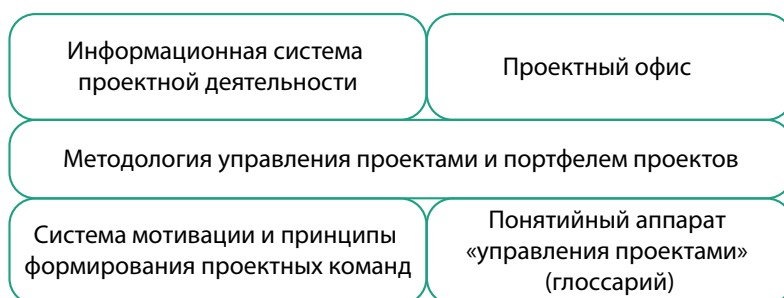 Информационная система
проектной деятельности
Проектный офис
Методология управления проектами и портфелем проектов
Система мотивации и принципы
формирования проектных команд
Понятийный аппарат
«управления проектами»
(глоссарий)